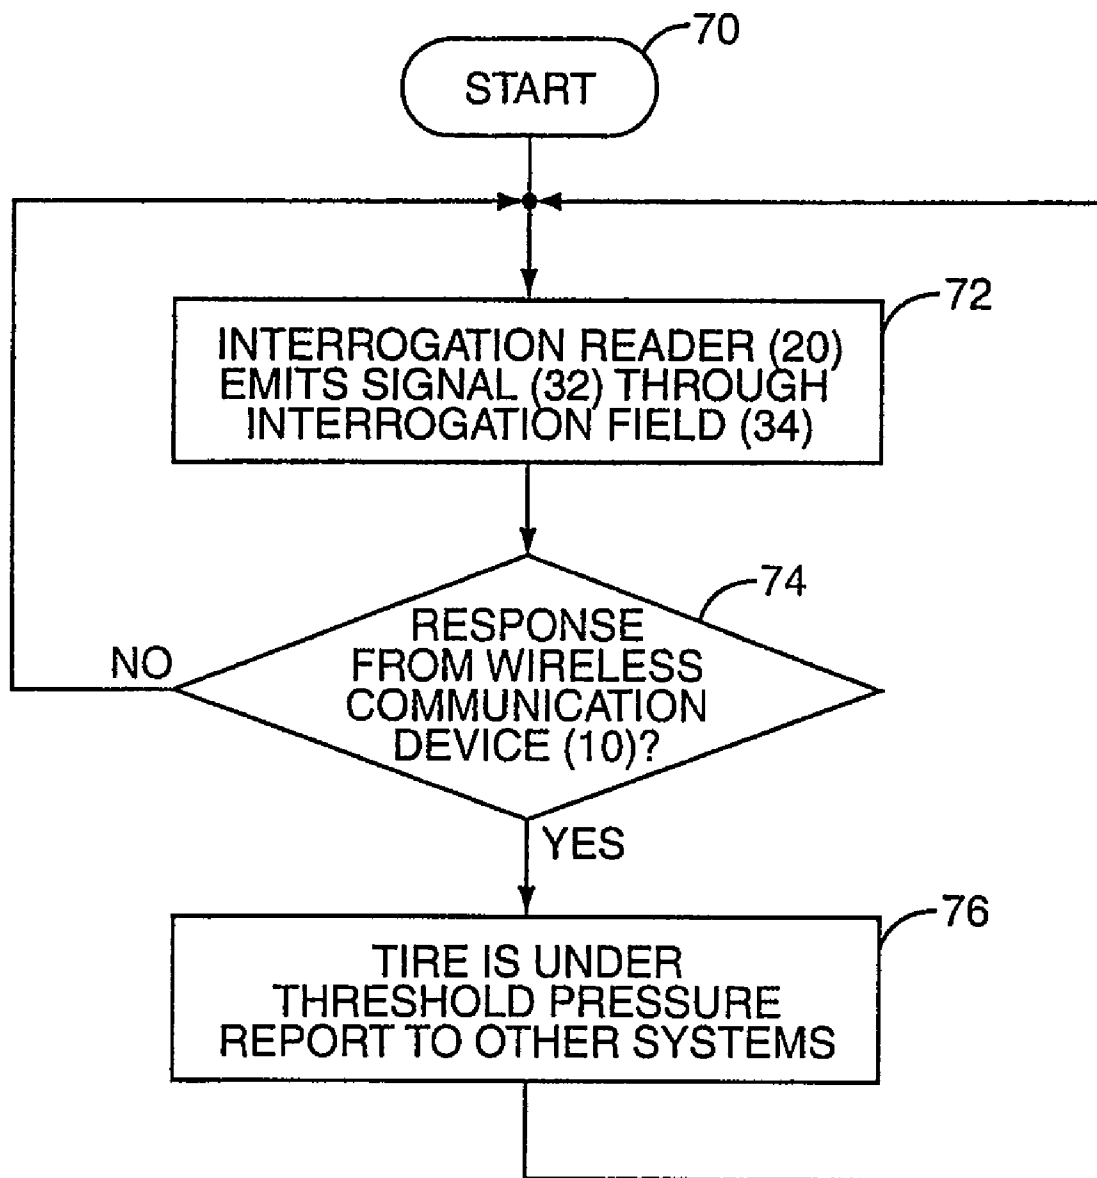 70
START
72
INTERROGATION READER (20)
EMITS SIGNAL (32) THROUGH
INTERROGATION FIELD (34)
74
RESPONSE
FROM WIRELESS
COMMUNICATION
DEVICE (10)?
NO
YES
76
TIRE IS UNDER
THRESHOLD PRESSURE
REPORT TO OTHER SYSTEMS